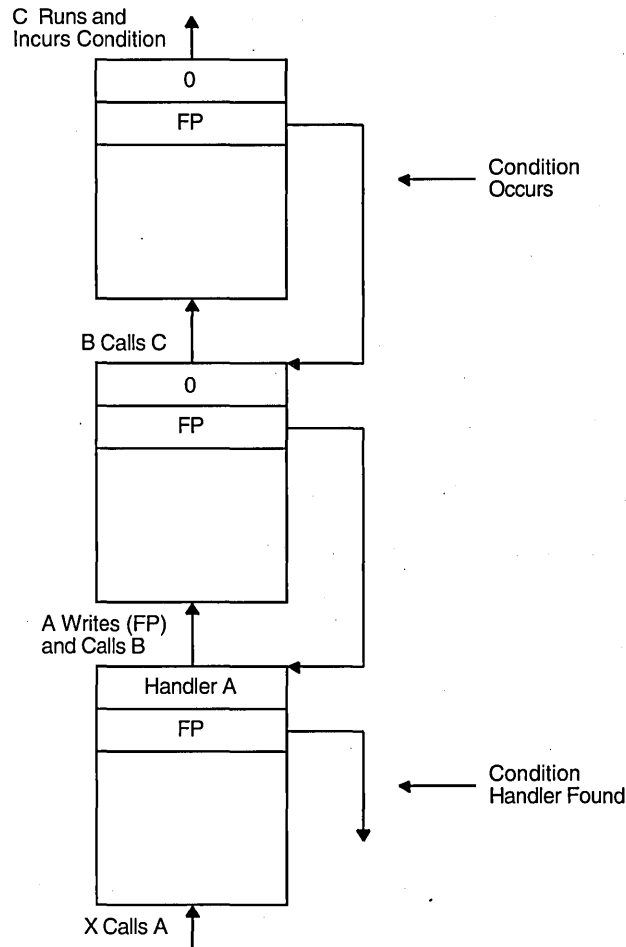 C Runs and
Incurs Condition
0
FP
Condition
Occurs
B Calls C
0
FP
A Writes (FP)
and Calls B
Handler A
FP
Condition
Handler Found
X Calls A